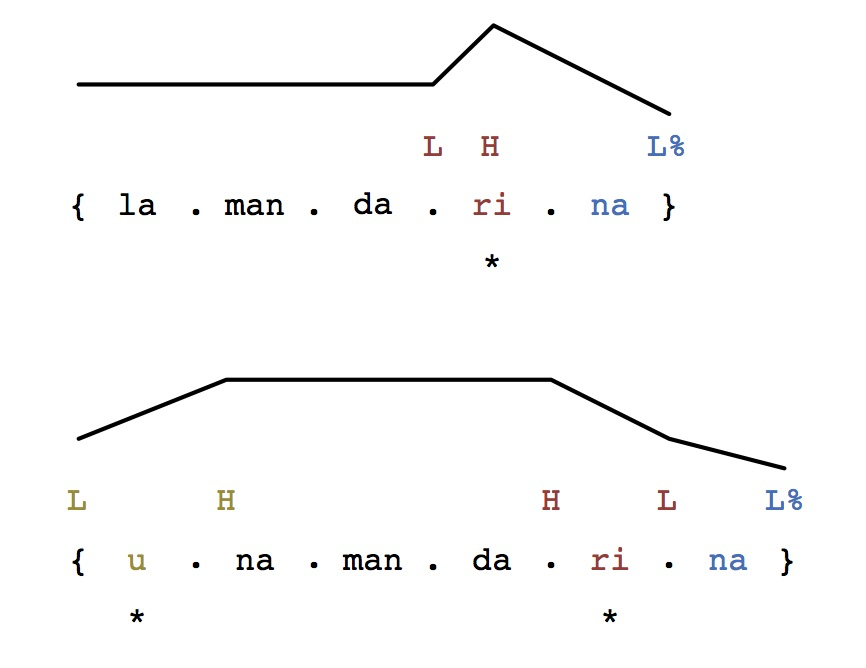 L H L%
{ la . man . da . ri . na }
*
L H H L L%
{ u . na . man . da . ri . na }
* *